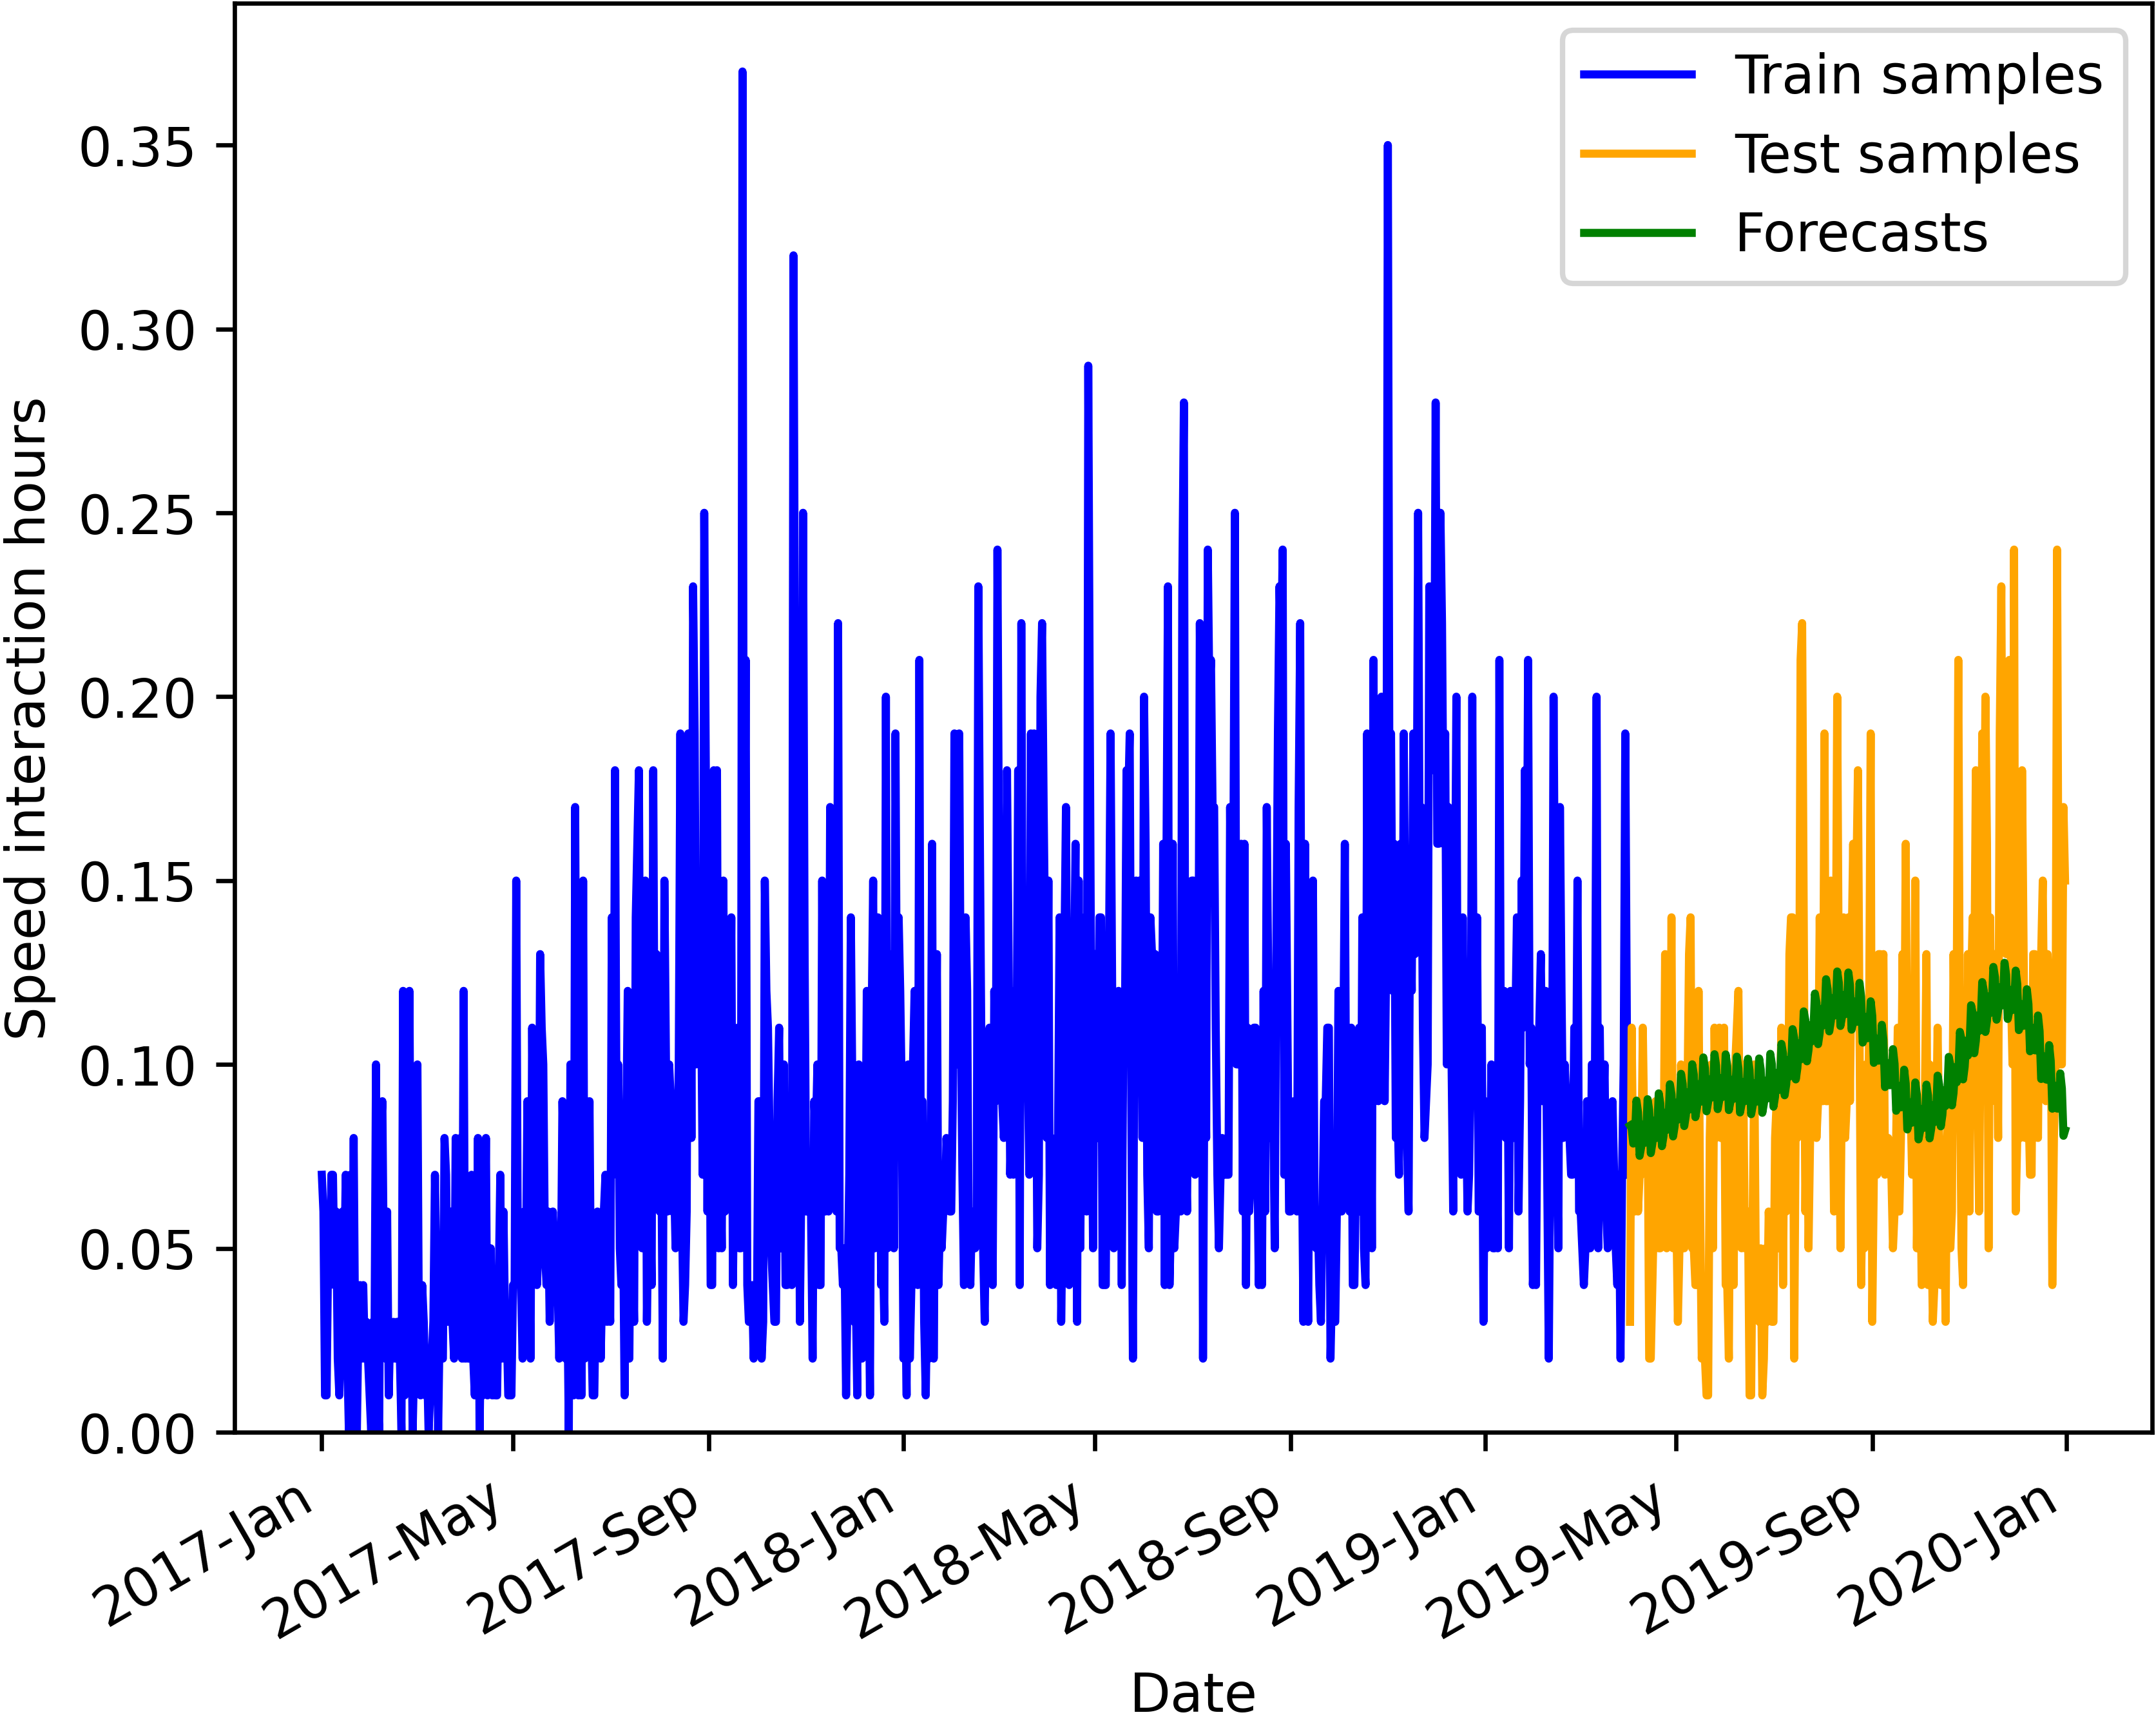 Train samples
Test samples
Forecasts
Speed interaction hours
0.35
0.30
0.25
0.20
0.15
0.10
0.05
0.00
2017-Jan
2017-May
2017-Sep
2018-Jan
2018-May
2018-Sep
2019-Jan
2019-May
2019-Sep
2020-Jan
Date